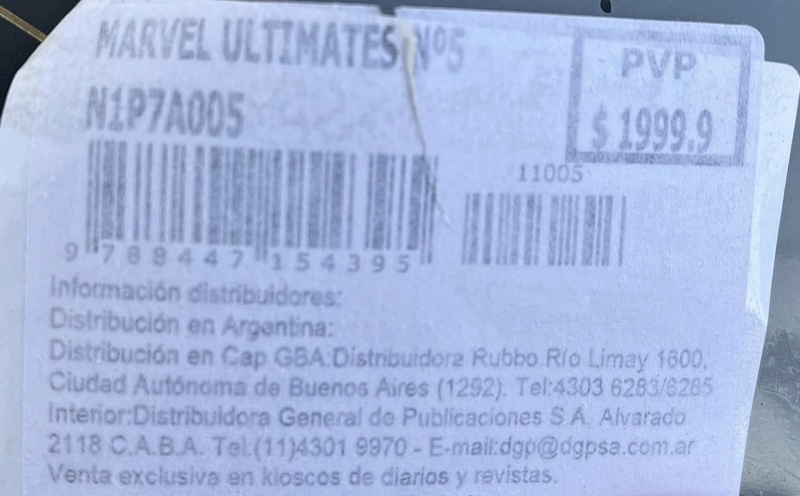 MARVEL ULTIMATES Nº5
PVP
$ 1999.9
N1P7A005
11005
9 788447 154395
Información distribuidores:
Distribución en Argentina:
Distribución en Cap GBA:Distribuidora Rubbo.Río Limay 1600,
Ciudad Autónoma de Buenos Aires (1292). Tel:4303 6283/6285
Interior:Distribuidora General de Publicaciones S.A. Alvarado
2118 C.A.B.A. Tel.(11)4301 9970 - E-mail:dgp@dgpsa.com.ar
Venta exclusiva en kioscos de diarios y revistas.